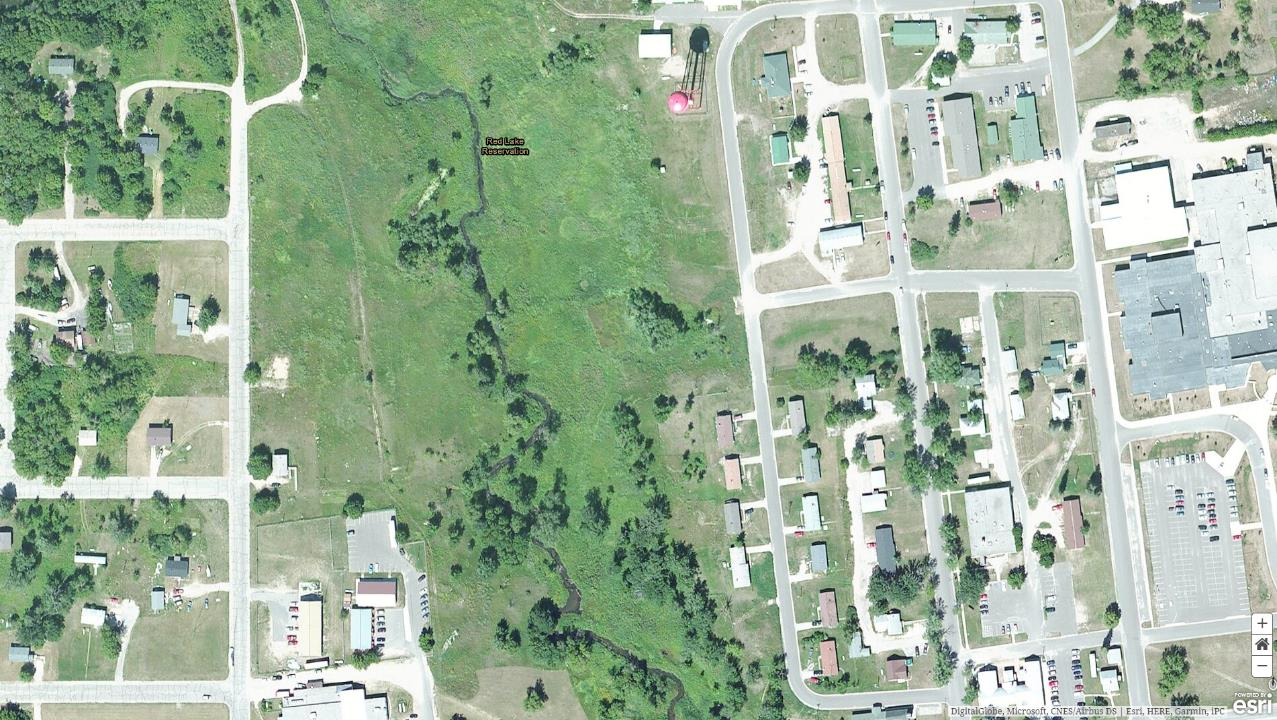 Red Lake
Reservation
+
−
POWERED BY
esri
DigitalGlobe, Microsoft, CNES/Airbus DS | Esri, HERE, Garmin, iPC